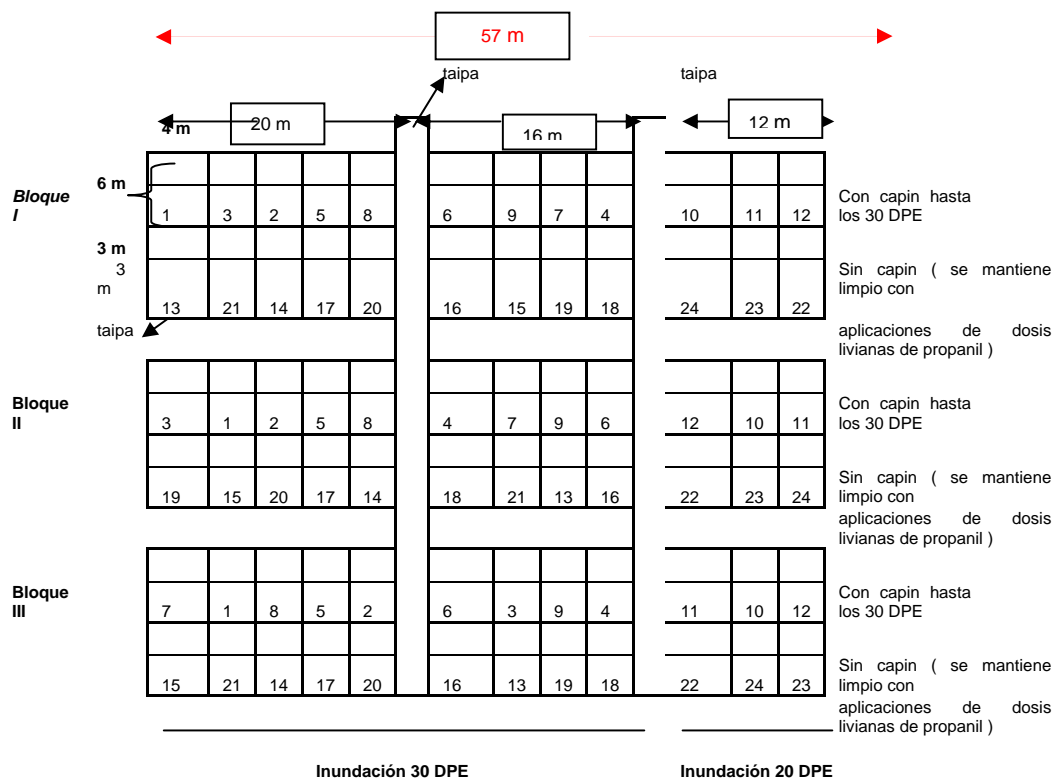 57 m
taipa taipa
4 m 20 m 16 m 12 m
Bloque
I
6 m
1 3 2 5 8 6 9 7 4 10 11 12
Con capin hasta
los 30 DPE
3 m
3
m
13 21 14 17 20 16 15 19 18 24 23 22
Sin capin ( se mantiene
limpio con
taipa
aplicaciones de dosis
livianas de propanil )
Bloque
II
3 1 2 5 8 4 7 9 6 12 10 11
Con capin hasta
los 30 DPE
19 15 20 17 14 18 21 13 16 22 23 24
Sin capin ( se mantiene
limpio con
aplicaciones de dosis
livianas de propanil )
Bloque
III
7 1 8 5 2 6 3 9 4 11 10 12
Con capin hasta
los 30 DPE
15 21 14 17 20 16 13 19 18 22 24 23
Sin capin ( se mantiene
limpio con
aplicaciones de dosis
livianas de propanil )
Inundación 30 DPE Inundación 20 DPE